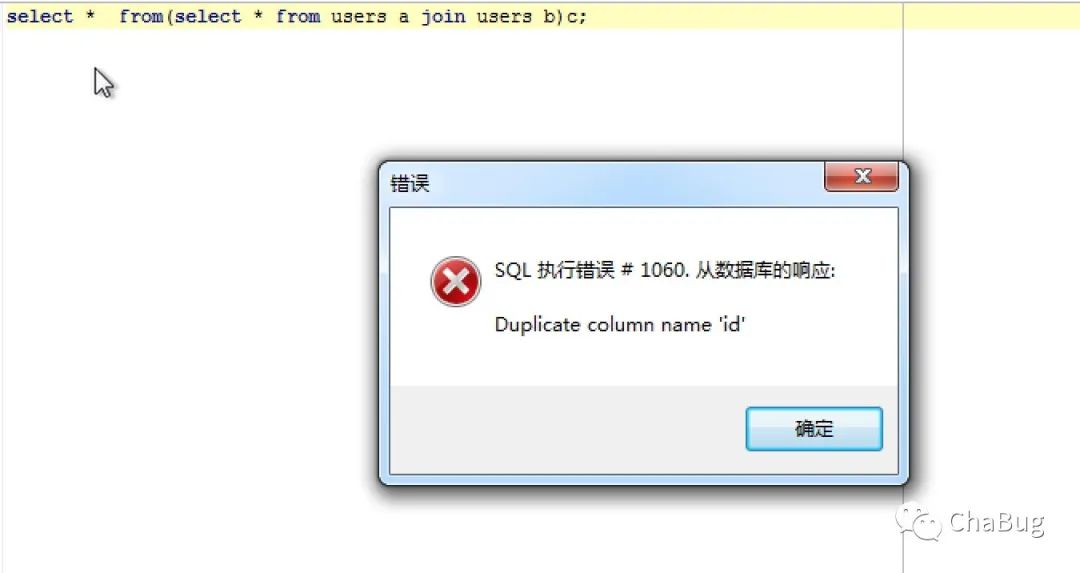 select *  from(select * from users a join users b)c;
错误
SQL 执行错误 # 1060. 从数据库的响应:
Duplicate column name 'id'
确定
ChaBug